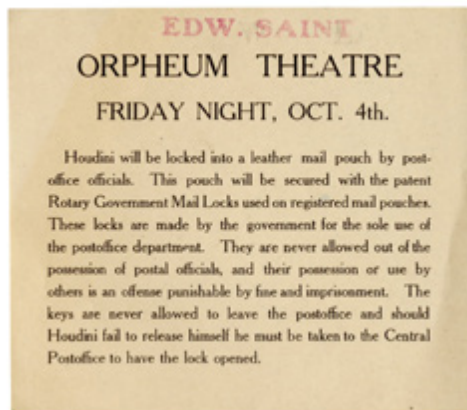 EDW. SAINT
ORPHEUM THEATRE
FRIDAY NIGHT, OCT. 4th.
Houdini will be locked into a leather mail pouch by post-
office officials. This pouch will be secured with the patent
Rotary Government Mail Locks used on registered mail pouches.
These locks are made by the government for the sole use of
the postoffice department. They are never allowed out of the
possession of postal officials, and their possession or use by
others is an offense punishable by fine and imprisonment. The
keys are never allowed to leave the postoffice and should
Houdini fail to release himself he must be taken to the Central
Postoffice to have the lock opened.